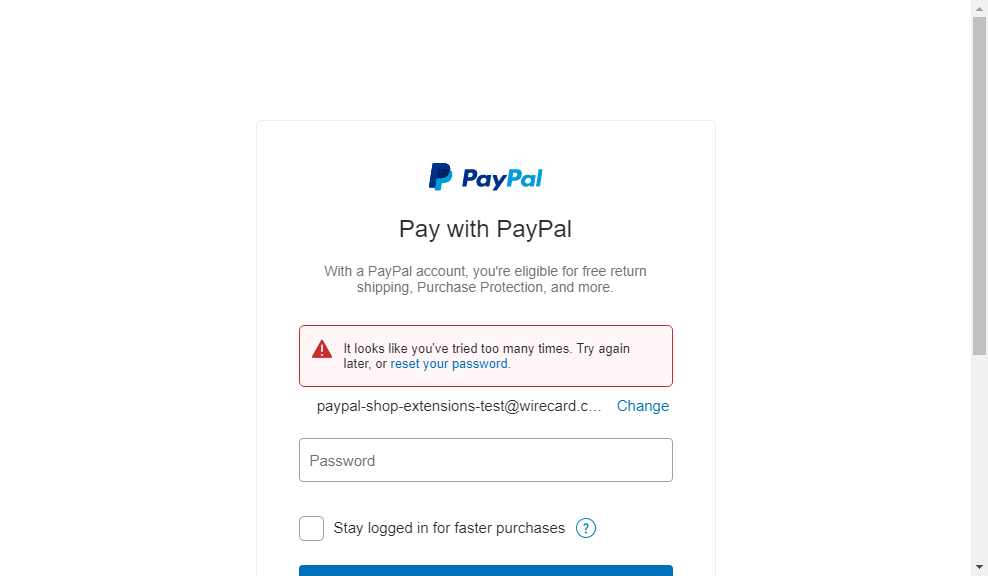 PayPal
Pay with PayPal
With a PayPal account, you're eligible for free return
shipping, Purchase Protection, and more.
It looks like you've tried too many times. Try again
later, or reset your password.
paypal-shop-extensions-test@wirecard.c... Change
Password
Stay logged in for faster purchases ?